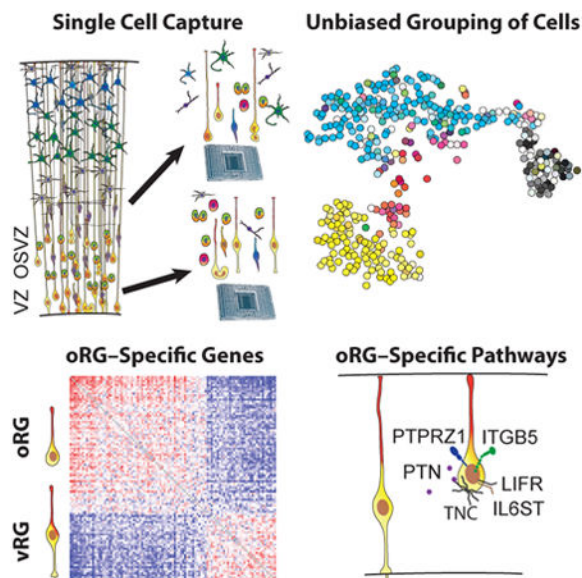 Single Cell Capture
Unbiased Grouping of Cells
VZ OSVZ
oRG–Specific Genes
oRG
vRG
oRG–Specific Pathways
PTPRZ1
ITGB5
PTN
LIFR
IL6ST
TNC